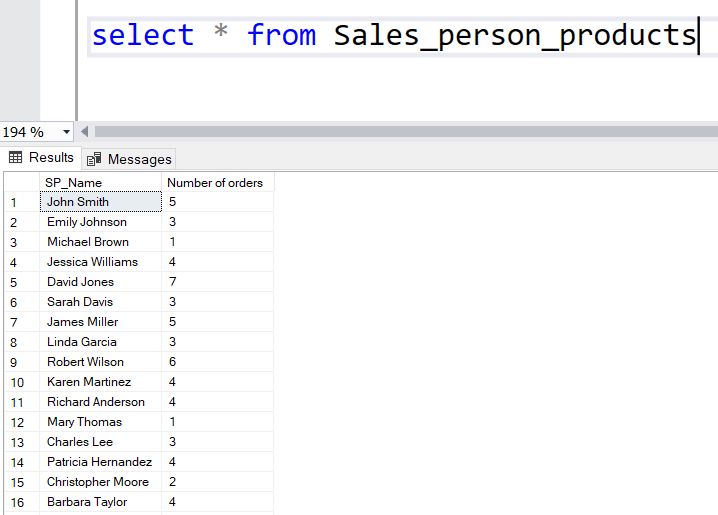 select * from Sales_person_products
194 %
Results Messages
SP_Name Number of orders
1 John Smith 5
2 Emily Johnson 3
3 Michael Brown 1
4 Jessica Williams 4
5 David Jones 7
6 Sarah Davis 3
7 James Miller 5
8 Linda Garcia 3
9 Robert Wilson 6
10 Karen Martinez 4
11 Richard Anderson 4
12 Mary Thomas 1
13 Charles Lee 3
14 Patricia Hernandez 4
15 Christopher Moore 2
16 Barbara Taylor 4